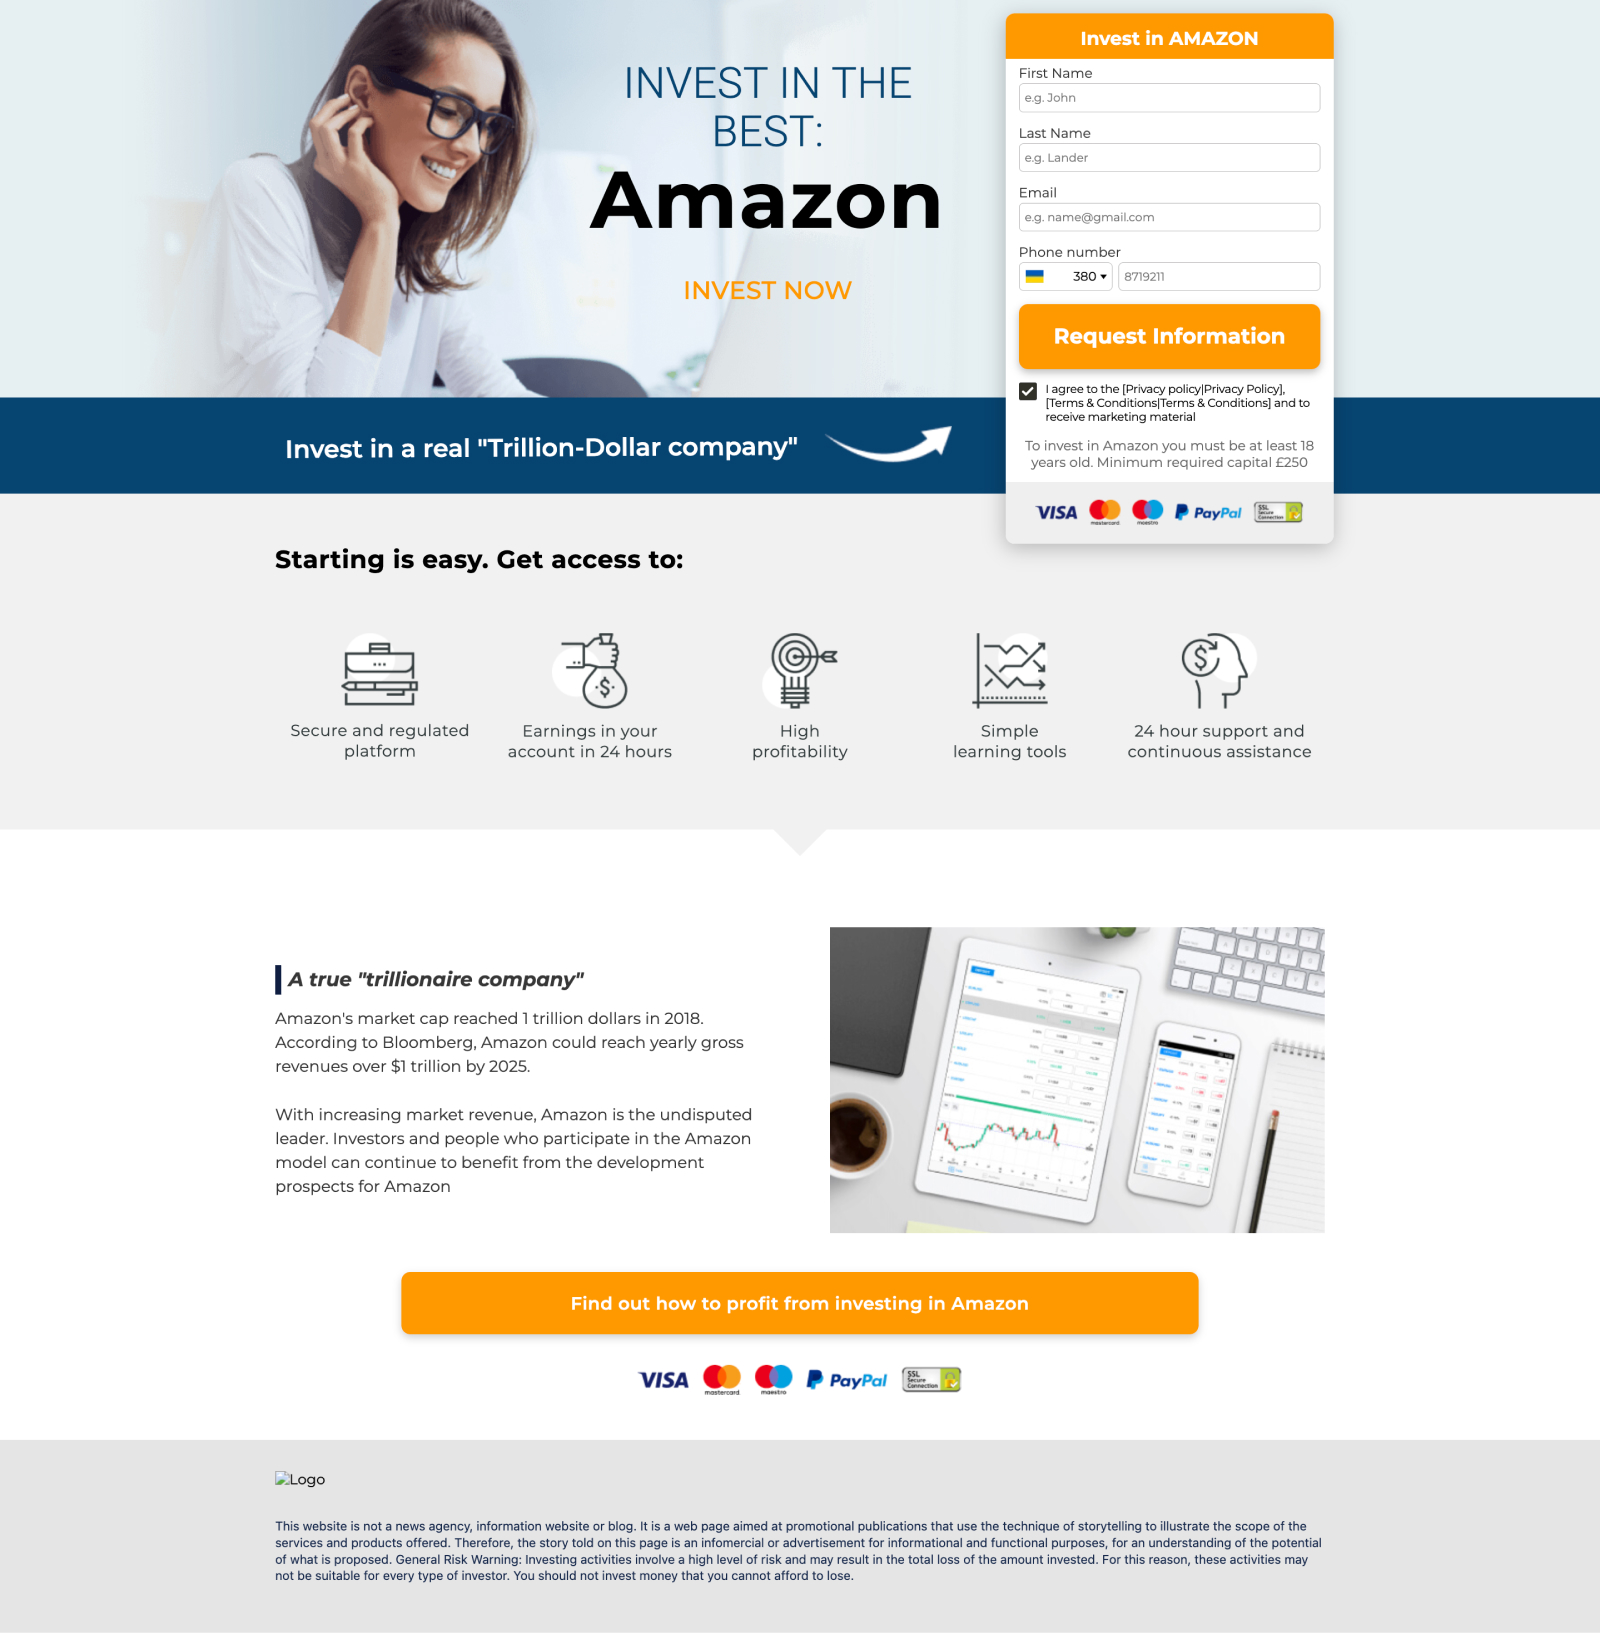 INVEST IN THE
BEST:
Amazon
INVEST NOW
Invest in AMAZON
First Name
e.g. John
Last Name
e.g. Lander
Email
e.g. name@gmail.com
Phone number
380
8719211
Request Information
I agree to the [Privacy policy|Privacy Policy],
[Terms & Conditions|Terms & Conditions] and to
receive marketing material
To invest in Amazon you must be at least 18
years old. Minimum required capital £250
VISA mastercard maestro PayPal SSL Secure Connection
Invest in a real "Trillion-Dollar company"
Starting is easy. Get access to:
Secure and regulated
platform
Earnings in your
account in 24 hours
High
profitability
Simple
learning tools
24 hour support and
continuous assistance
A true "trillionaire company"
Amazon's market cap reached 1 trillion dollars in 2018.
According to Bloomberg, Amazon could reach yearly gross
revenues over $1 trillion by 2025.
With increasing market revenue, Amazon is the undisputed
leader. Investors and people who participate in the Amazon
model can continue to benefit from the development
prospects for Amazon
Find out how to profit from investing in Amazon
VISA mastercard maestro PayPal SSL Secure Connection
Logo
This website is not a news agency, information website or blog. It is a web page aimed at promotional publications that use the technique of storytelling to illustrate the scope of the
services and products offered. Therefore, the story told on this page is an infomercial or advertisement for informational and functional purposes, for an understanding of the potential
of what is proposed. General Risk Warning: Investing activities involve a high level of risk and may result in the total loss of the amount invested. For this reason, these activities may
not be suitable for every type of investor. You should not invest money that you cannot afford to lose.